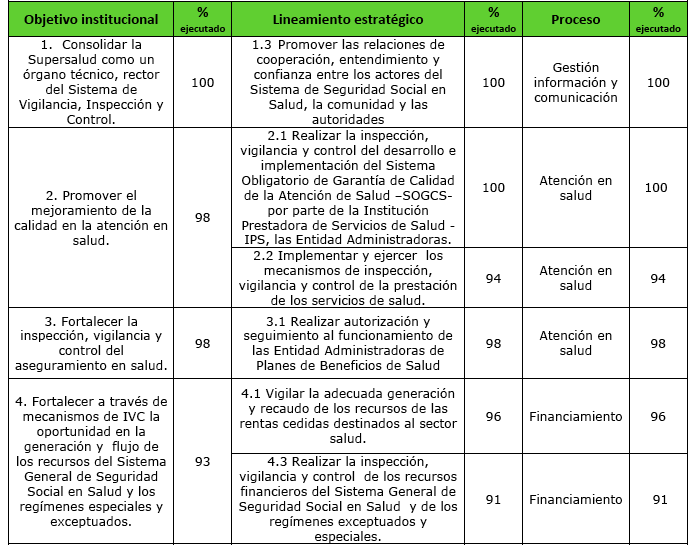 Objetivo institucional
%
ejecutado
Lineamiento estratégico
%
ejecutado
Proceso
%
ejecutado
1. Consolidar la
Supersalud como un
órgano técnico, rector
del Sistema de
Vigilancia, Inspección y
Control.
100
1.3 Promover las relaciones de
cooperación, entendimiento y
confianza entre los actores del
Sistema de Seguridad Social en
Salud, la comunidad y las
autoridades
100
Gestión
información y
comunicación
100
2. Promover el
mejoramiento de la
calidad en la atención en
salud.
98
2.1 Realizar la inspección,
vigilancia y control del desarrollo e
implementación del Sistema
Obligatorio de Garantía de Calidad
de la Atención de Salud –SOGCS-
por parte de la Institución
Prestadora de Servicios de Salud -
IPS, las Entidad Administradoras.
100
Atención en
salud
100
2.2 Implementar y ejercer los
mecanismos de inspección,
vigilancia y control de la prestación
de los servicios de salud.
94
Atención en
salud
94
3. Fortalecer la
inspección, vigilancia y
control del
aseguramiento en salud.
98
3.1 Realizar autorización y
seguimiento al funcionamiento de
las Entidad Administradoras de
Planes de Beneficios de Salud
98
Atención en
salud
98
4. Fortalecer a través de
mecanismos de IVC la
oportunidad en la
generación y flujo de
los recursos del Sistema
General de Seguridad
Social en Salud y los
regímenes especiales y
exceptuados.
93
4.1 Vigilar la adecuada generación
y recaudo de los recursos de las
rentas cedidas destinados al sector
salud.
96
Financiamiento
96
4.3 Realizar la inspección,
vigilancia y control de los recursos
financieros del Sistema General de
Seguridad Social en Salud y de los
regímenes exceptuados y
especiales.
91
Financiamiento
91